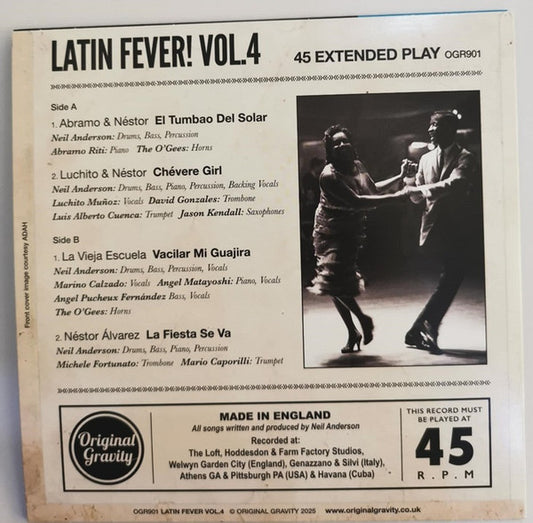 LATIN FEVER! VOL.4
45 EXTENDED PLAY OGR901
Side A
1. Abramo & Néstor El Tumbao Del Solar
Neil Anderson: Drums, Bass, Percussion
Abramo Riti: Piano The O'Gees: Horns
2. Luchito & Néstor Chévere Girl
Neil Anderson: Drums, Bass, Piano, Percussion, Backing Vocals
Luchito Muñoz: Vocals David Gonzales: Trombone
Luis Alberto Cuenca: Trumpet Jason Kendall: Saxophones
Side B
1. La Vieja Escuela Vacilar Mi Guajira
Neil Anderson: Drums, Bass, Percussion, Vocals
Marino Calzado: Vocals Angel Matayoshi: Piano, Vocals
Angel Pucheux Fernández Bass, Vocals
The O'Gees: Horns
2. Néstor Álvarez La Fiesta Se Va
Neil Anderson: Drums, Bass, Piano, Percussion
Michele Fortunato: Trombone Mario Caporilli: Trumpet
Front cover image courtesy ADAH
Original
Gravity
MADE IN ENGLAND
All songs written and produced by Neil Anderson
Recorded at:
The Loft, Hoddesdon & Farm Factory Studios,
Welwyn Garden City (England), Genazzano & Silvi (Italy),
Athens GA & Pittsburgh PA (USA) & Havana (Cuba)
THIS RECORD MUST
BE PLAYED AT
45
R.P.M
OGR901 LATIN FEVER VOL.4 © ORIGINAL GRAVITY 2025 www.originalgravity.co.uk